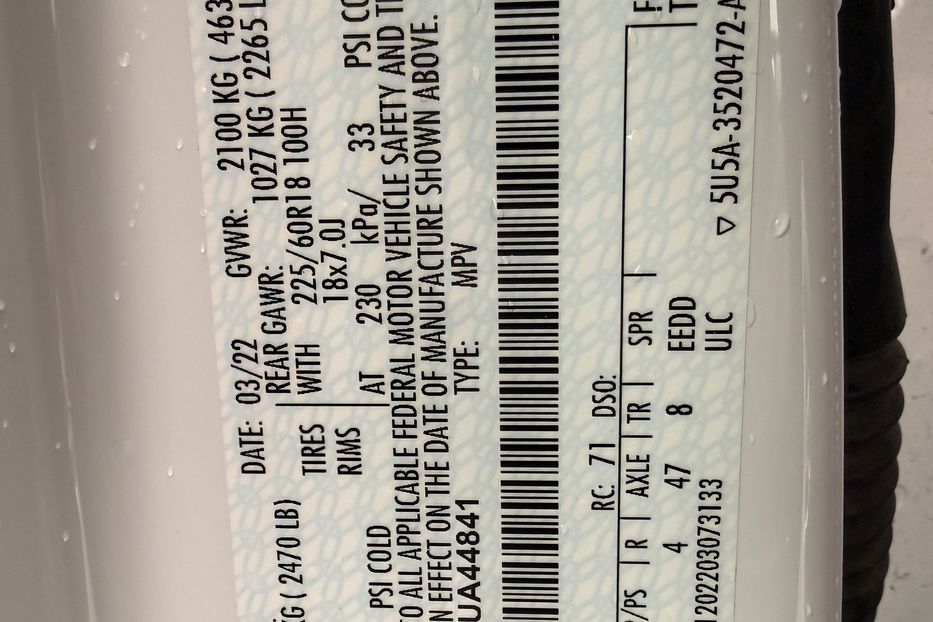 DATE: 03/22 GVWR: 2100 KG ( 463
KG ( 2470 LB) REAR GAWR: 1027 KG ( 2265 L
TIRES WITH 225/60R18 100H
RIMS 18x7.0J
PSI COLD AT 230 kPa/ 33 PSI CO
TO ALL APPLICABLE FEDERAL MOTOR VEHICLE SAFETY AND
IN EFFECT ON THE DATE OF MANUFACTURE SHOWN ABOVE.
UA44841 TYPE: MPV
RC: 71 DSO:
P/PS R AXLE TR SPR
4 47 8 EEDD
ULC
1202203073133 ▽ 5U5A-3520472-A